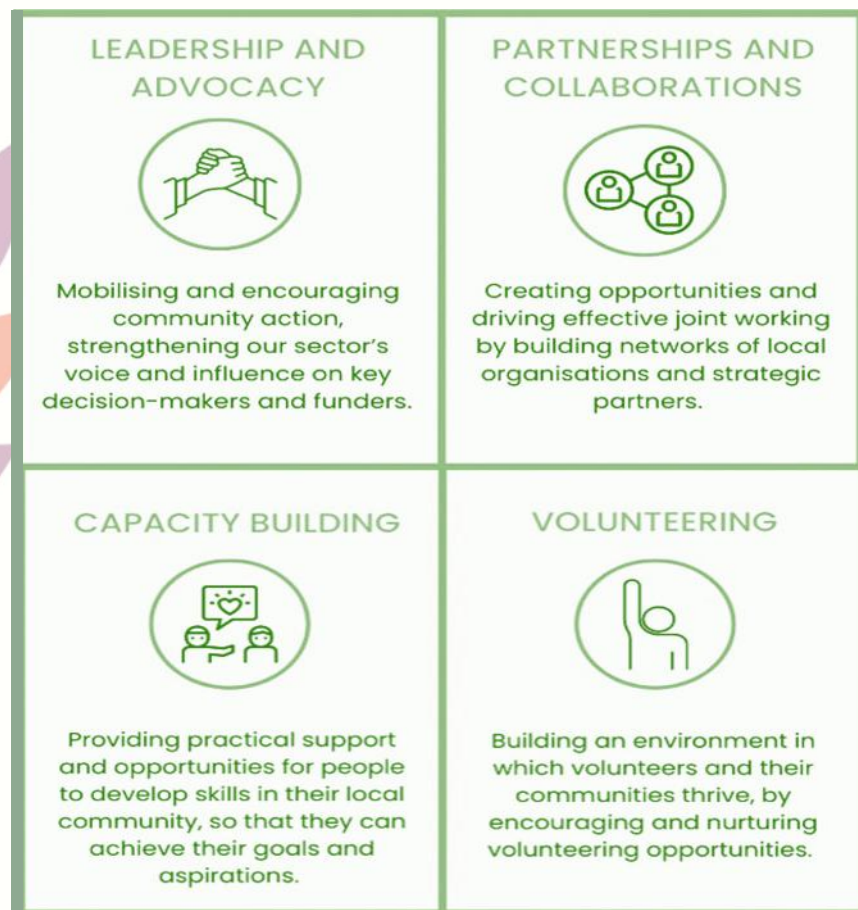 LEADERSHIP AND
ADVOCACY
Mobilising and encouraging
community action,
strengthening our sector's
voice and influence on key
decision-makers and funders.
PARTNERSHIPS AND
COLLABORATIONS
Creating opportunities and
driving effective joint working
by building networks of local
organisations and strategic
partners.
CAPACITY BUILDING
Providing practical support
and opportunities for people
to develop skills in their local
community, so that they can
achieve their goals and
aspirations.
VOLUNTEERING
Building an environment in
which volunteers and their
communities thrive, by
encouraging and nurturing
volunteering opportunities.